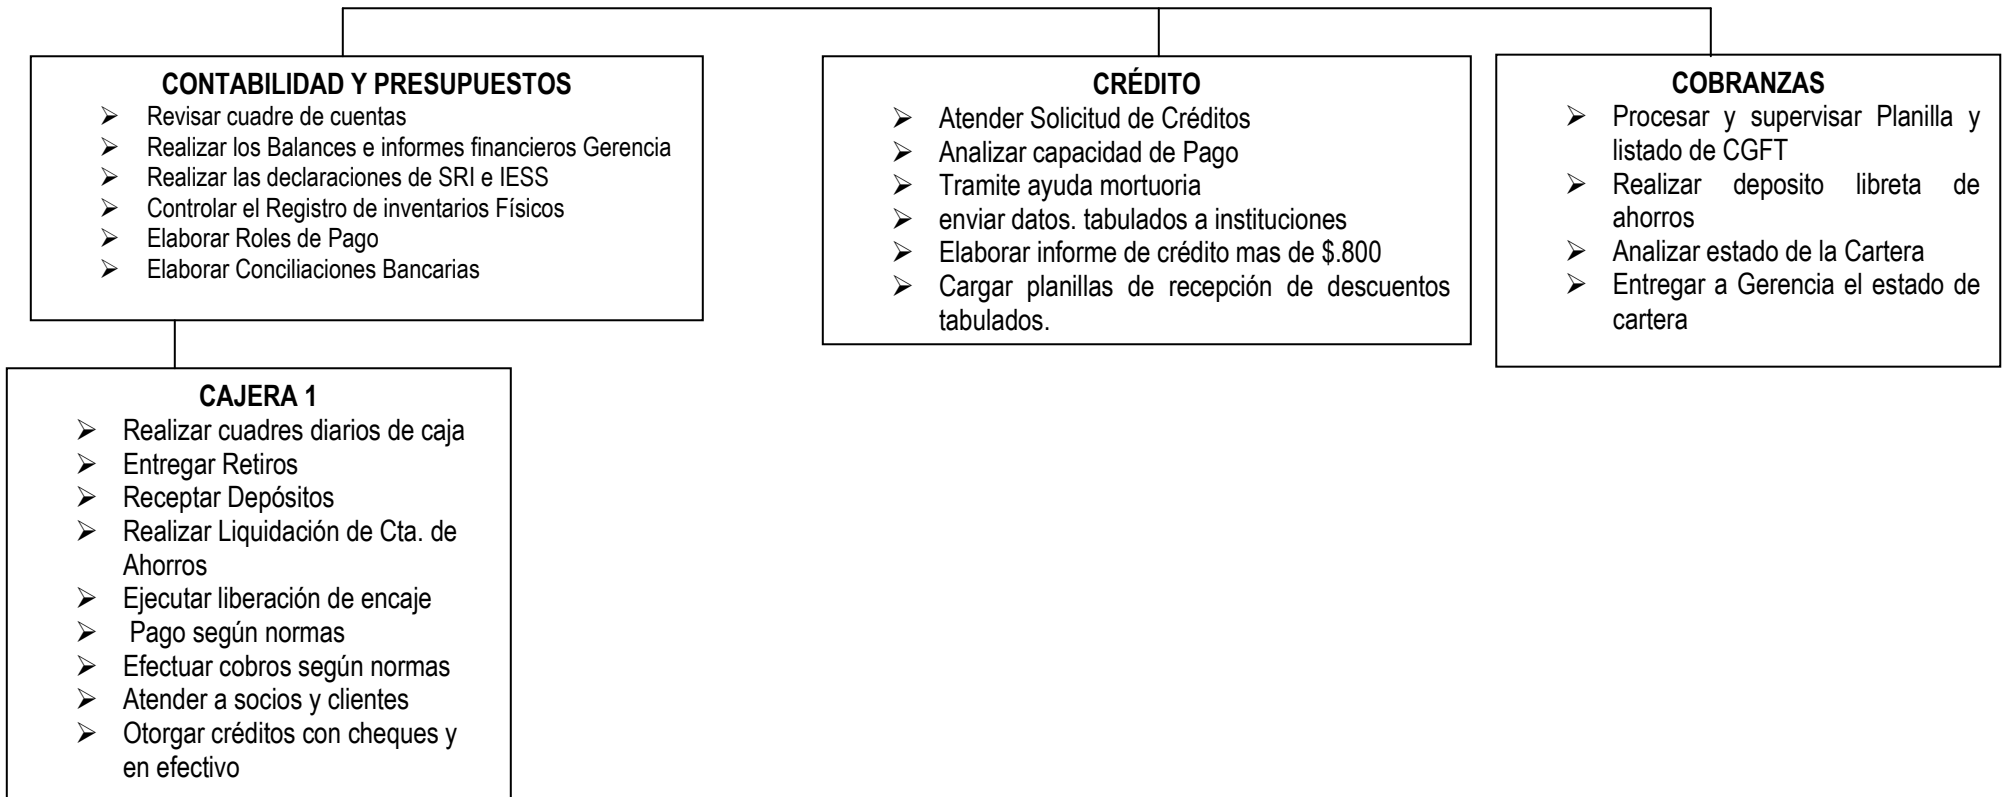 CONTABILIDAD Y PRESUPUESTOS
➢ Revisar cuadre de cuentas
➢ Realizar los Balances e informes financieros Gerencia
➢ Realizar las declaraciones de SRI e IESS
➢ Controlar el Registro de inventarios Físicos
➢ Elaborar Roles de Pago
➢ Elaborar Conciliaciones Bancarias
CRÉDITO
➢ Atender Solicitud de Créditos
➢ Analizar capacidad de Pago
➢ Tramite ayuda mortuoria
➢ enviar datos. tabulados a instituciones
➢ Elaborar informe de crédito mas de $.800
➢ Cargar planillas de recepción de descuentos
tabulados.
COBRANZAS
➢ Procesar y supervisar Planilla y
listado de CGFT
➢ Realizar deposito libreta de
ahorros
➢ Analizar estado de la Cartera
➢ Entregar a Gerencia el estado de
cartera
CAJERA 1
➢ Realizar cuadres diarios de caja
➢ Entregar Retiros
➢ Receptar Depósitos
➢ Realizar Liquidación de Cta. de
Ahorros
➢ Ejecutar liberación de encaje
➢ Pago según normas
➢ Efectuar cobros según normas
➢ Atender a socios y clientes
➢ Otorgar créditos con cheques y
en efectivo